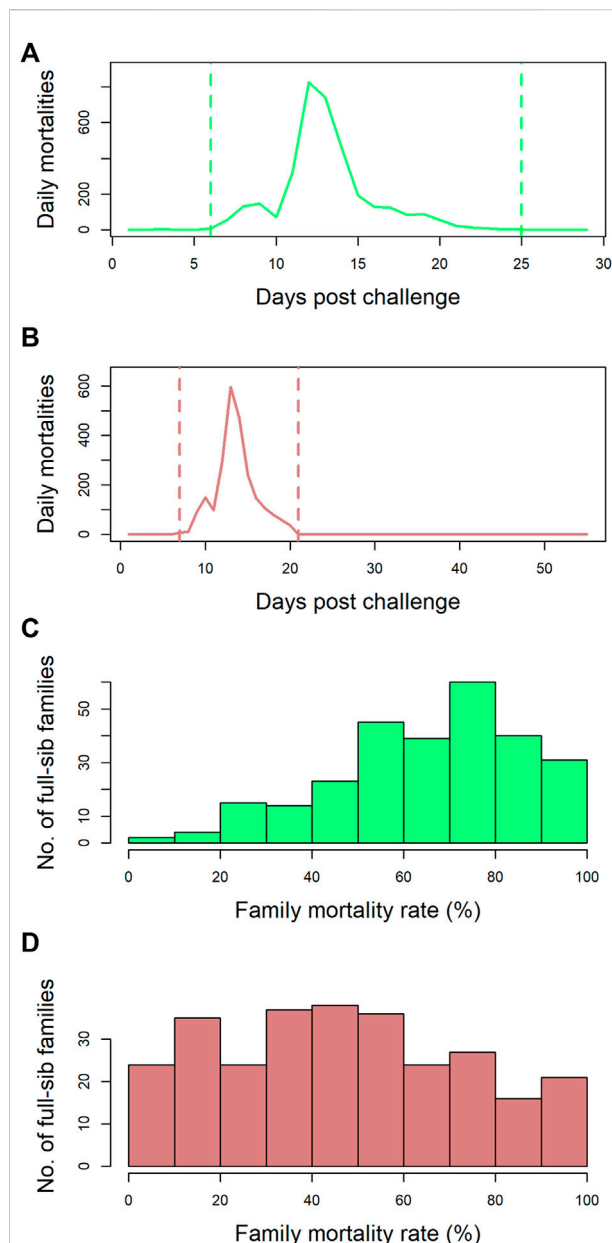 A
Daily mortalities
600
200
0
0 5 10 15 20 25 30
Days post challenge
B
Daily mortalities
600
400
200
0
0 10 20 30 40 50
Days post challenge
C
No. of full-sib families
50
30
10
0
0 20 40 60 80 100
Family mortality rate (%)
D
No. of full-sib families
30
20
10
0
0 20 40 60 80 100
Family mortality rate (%)